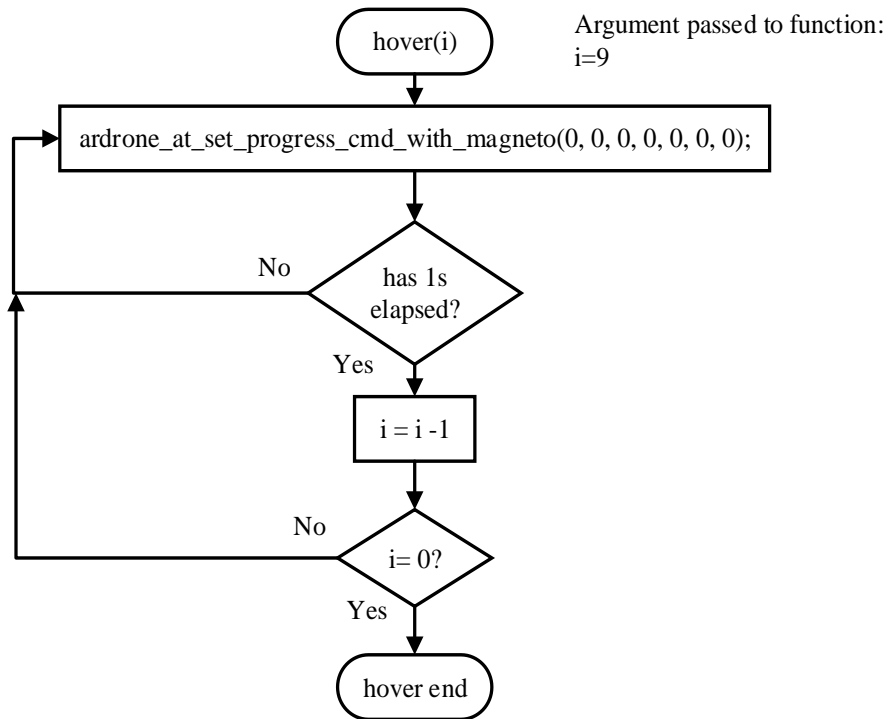 hover(i)
Argument passed to function:
i=9
ardrone_at_set_progress_cmd_with_magneto(0, 0, 0, 0, 0, 0, 0);
No
has 1s
elapsed?
Yes
i = i -1
No
i= 0?
Yes
hover end